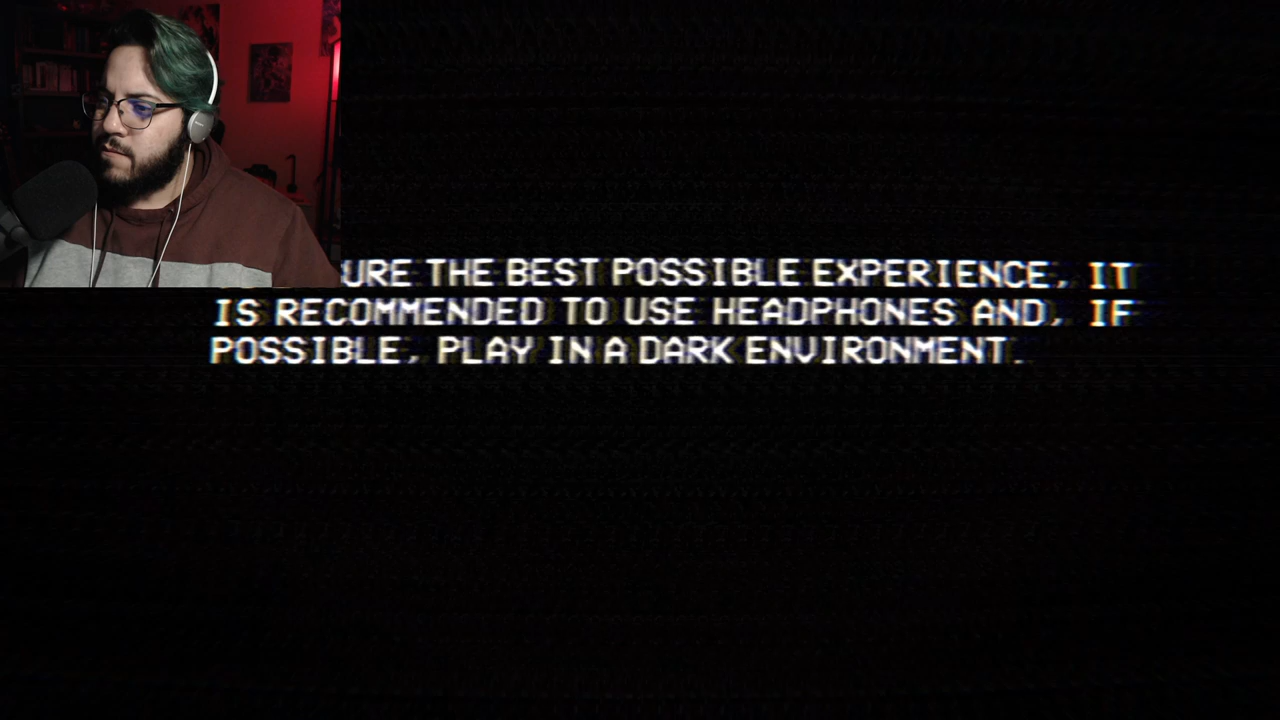 URE THE BEST POSSIBLE EXPERIENCE, IT
IS RECOMMENDED TO USE HEADPHONES AND, IF
POSSIBLE, PLAY IN A DARK ENVIRONMENT.